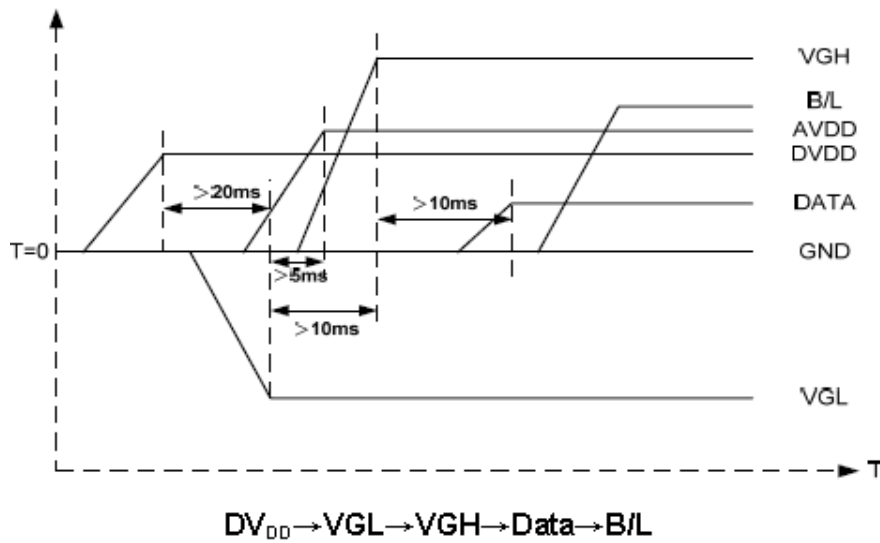 VGH
B/L
AVDD
DVDD
>20ms
>10ms
DATA
T=0
GND
>5ms
>10ms
VGL
T
DVDD→VGL→VGH→Data→B/L